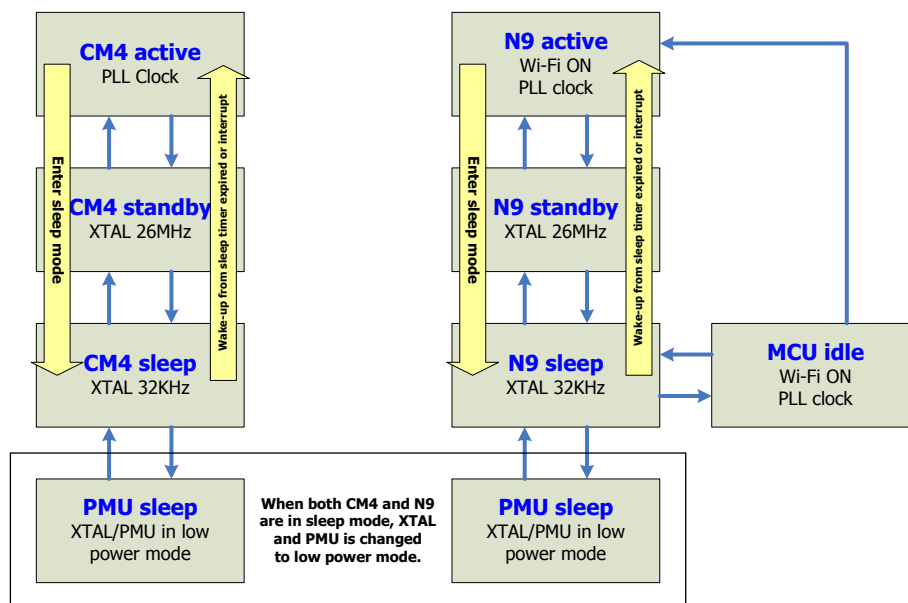 CM4 active
PLL Clock
Enter sleep mode
Wake-up from sleep timer expired or interrupt
CM4 standby
XTAL 26MHz
CM4 sleep
XTAL 32KHz
PMU sleep
XTAL/PMU in low
power mode
When both CM4 and N9
are in sleep mode, XTAL
and PMU is changed
to low power mode.
N9 active
Wi-Fi ON
PLL clock
Enter sleep mode
Wake-up from sleep timer expired or interrupt
N9 standby
XTAL 26MHz
N9 sleep
XTAL 32KHz
MCU idle
Wi-Fi ON
PLL clock
PMU sleep
XTAL/PMU in low
power mode